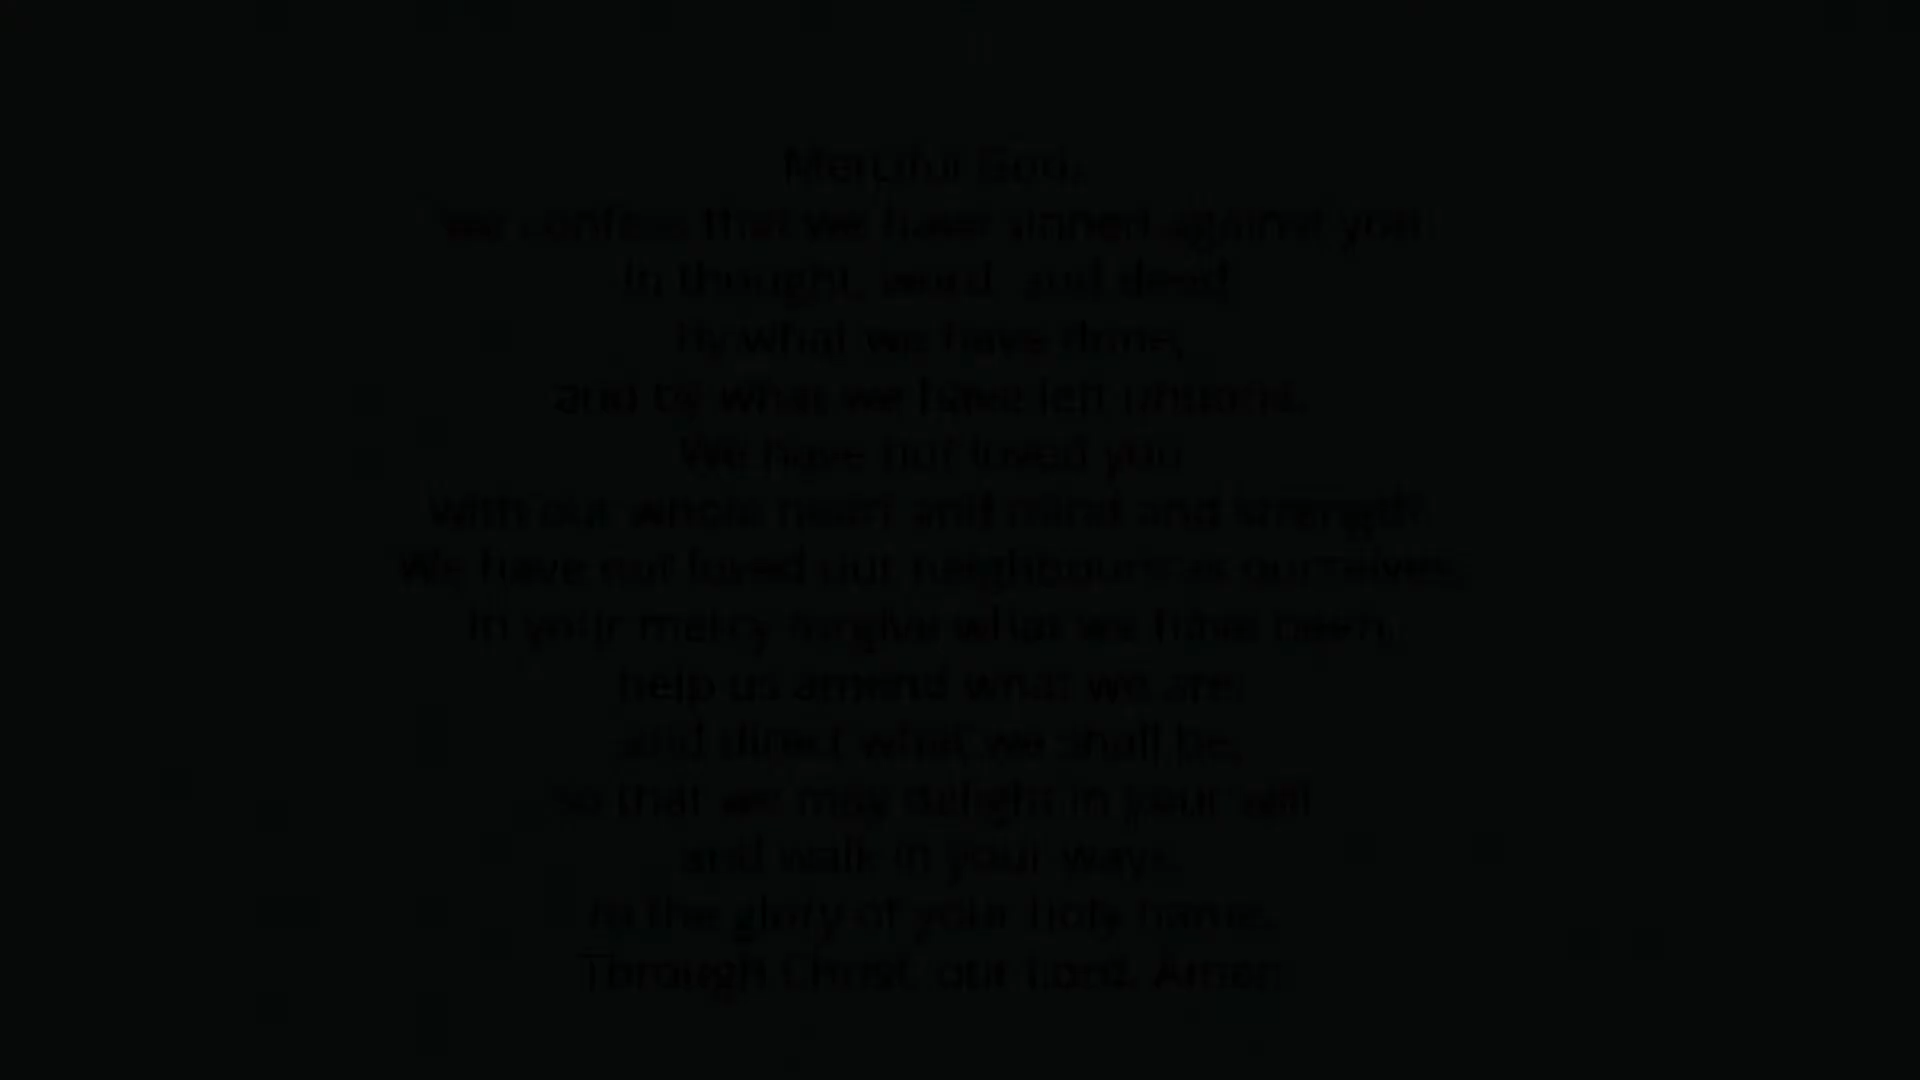 Merciful God,
we confess that we have sinned against you
in thought, word, and deed
by what we have done,
and by what we have left undone.
We have not loved you
with our whole heart and mind and strength
We have not loved our neighbours as ourselves.
In your mercy forgive what we have been,
help us amend what we are,
and direct what we shall be,
so that we may delight in your will
and walk in your ways,
to the glory of your Holy name.
Through Christ, our Lord. Amen